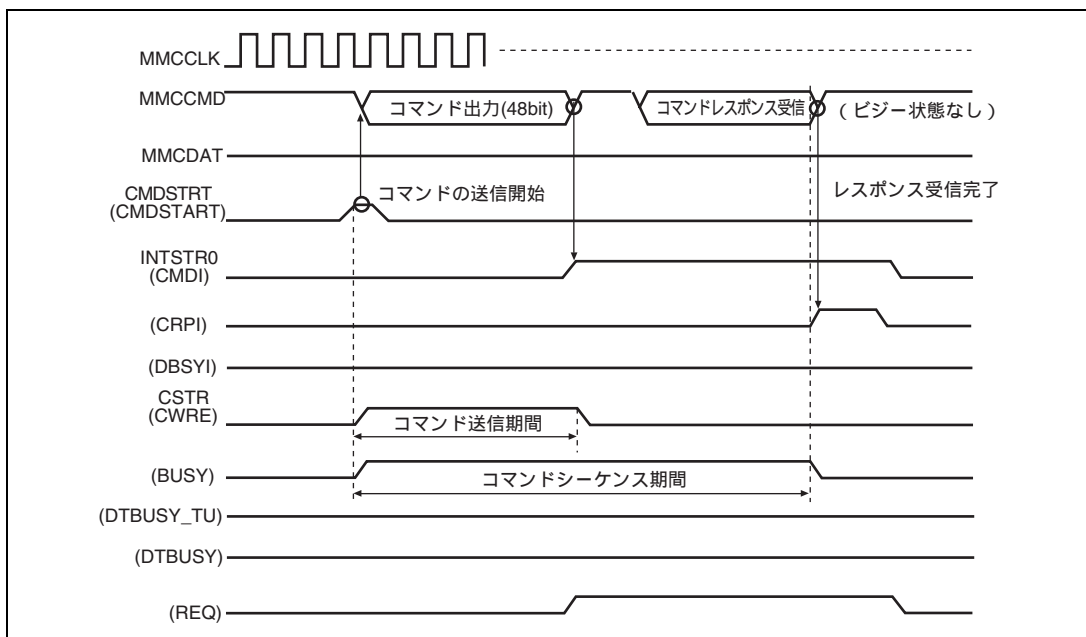 MMCCLK
MMCCMD
コマンド出力(48bit)
コマンドレスポンス受信
（ビジー状態なし）
MMCDAT
CMDSTRT
(CMDSTART)
コマンドの送信開始
レスポンス受信完了
INTSTR0
(CMDI)
(CRPI)
(DBSYI)
CSTR
(CWRE)
コマンド送信期間
(BUSY)
コマンドシーケンス期間
(DTBUSY_TU)
(DTBUSY)
(REQ)